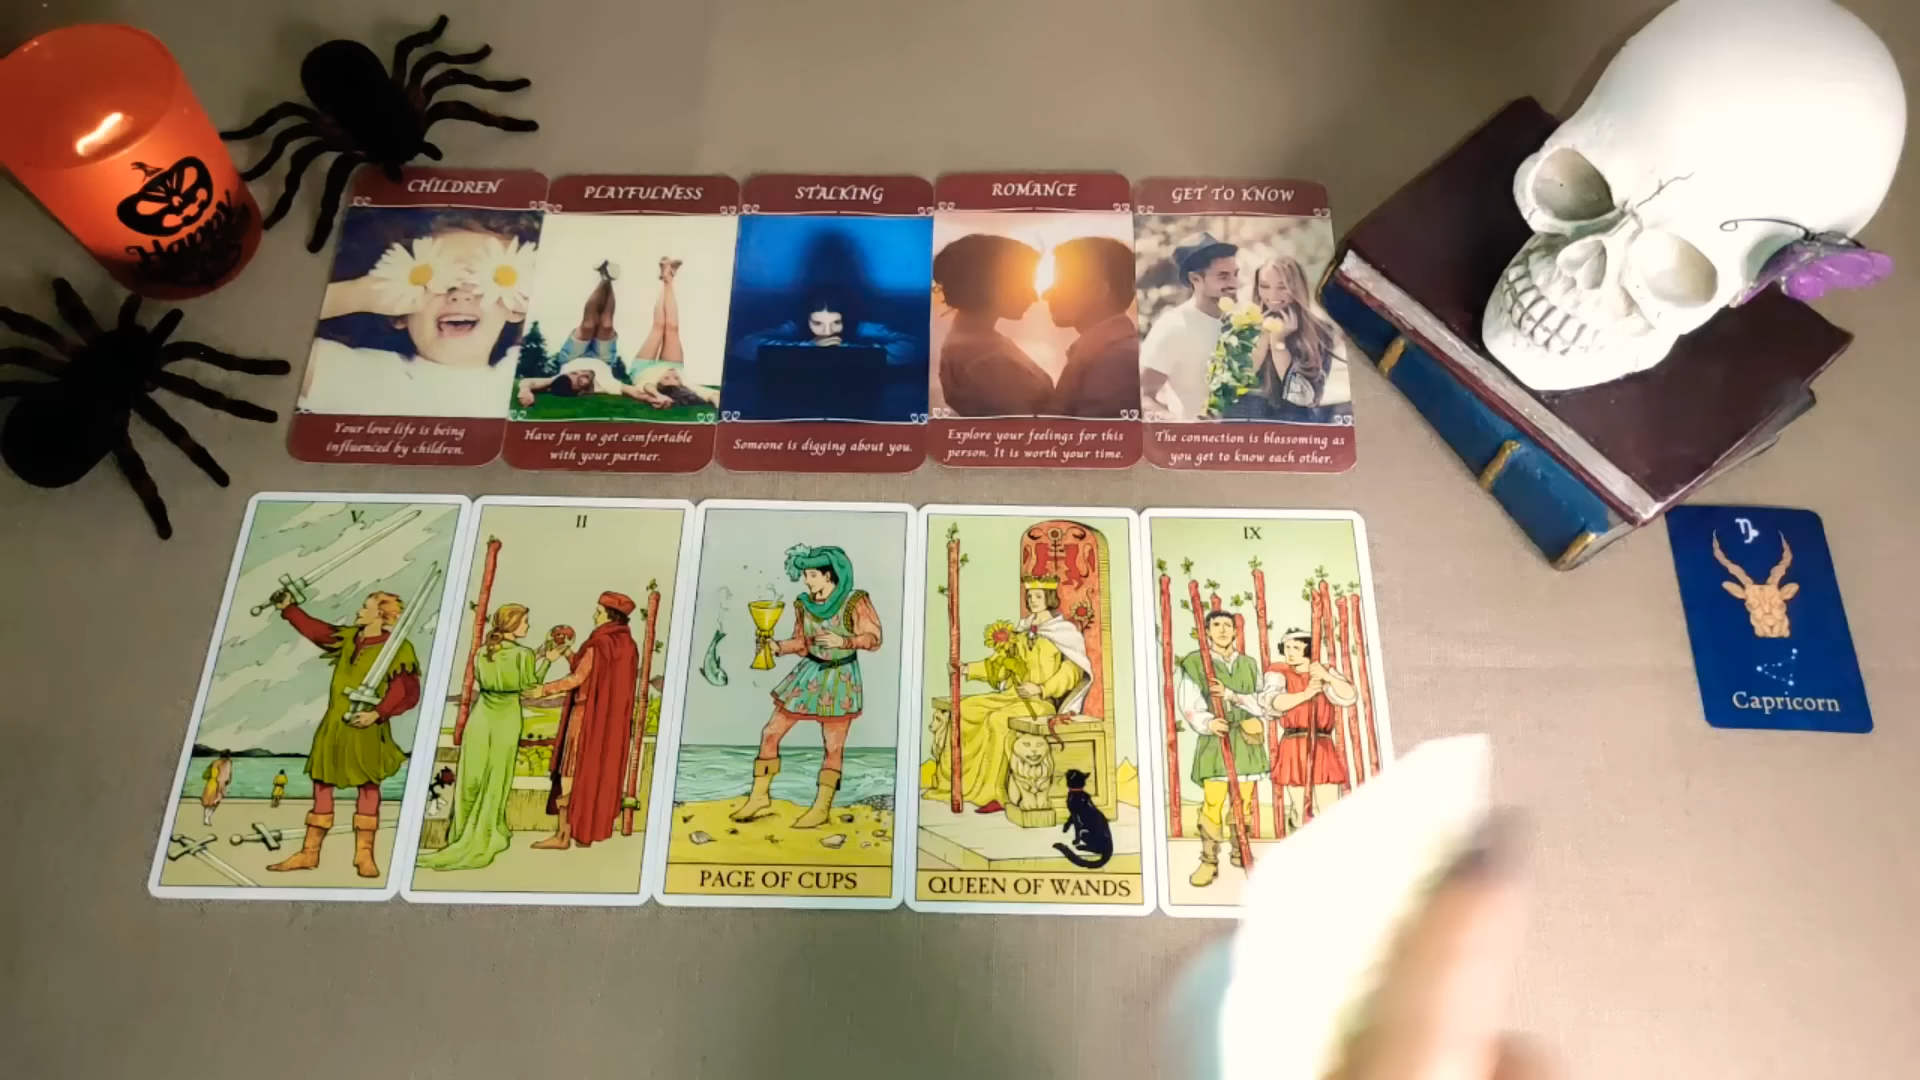 Happy
Halloween
CHILDREN
Your love life is being
influenced by children.
PLAYFULNESS
Have fun to get comfortable
with your partner.
STALKING
Someone is digging about you.
ROMANCE
Explore your feelings for this
person. It is worth your time.
GET TO KNOW
The connection is blossoming as
you get to know each other.
V
II
PAGE OF CUPS
QUEEN OF WANDS
IX
♑
Capricorn